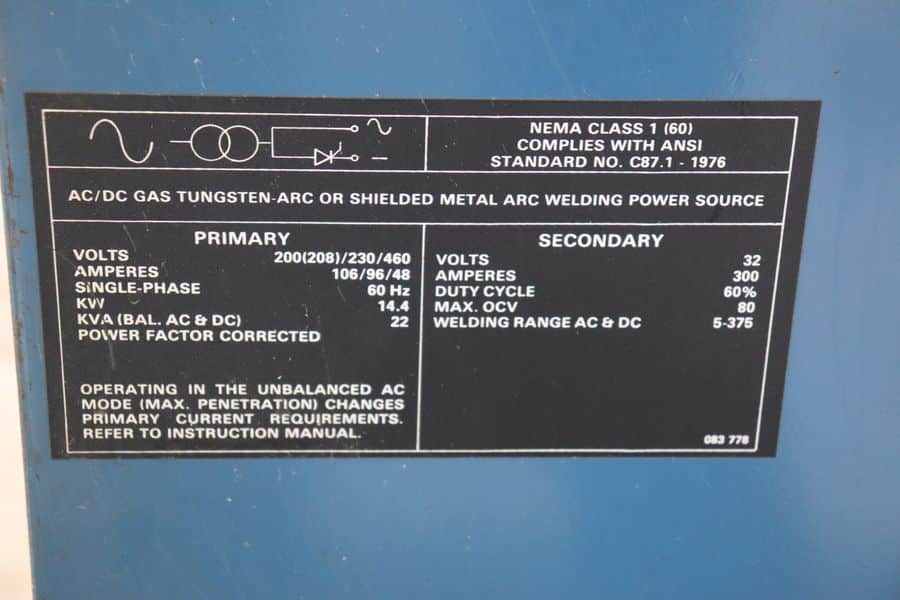 NEMA CLASS 1 (60)
COMPLIES WITH ANSI
STANDARD NO. C87.1 - 1976
AC/DC GAS TUNGSTEN-ARC OR SHIELDED METAL ARC WELDING POWER SOURCE
PRIMARY
VOLTS 200(208)/230/460
AMPERES 106/96/48
SINGLE-PHASE 60 Hz
KW 14.4
KVA (BAL. AC & DC) 22
POWER FACTOR CORRECTED
OPERATING IN THE UNBALANCED AC
MODE (MAX. PENETRATION) CHANGES
PRIMARY CURRENT REQUIREMENTS.
REFER TO INSTRUCTION MANUAL.
SECONDARY
VOLTS 32
AMPERES 300
DUTY CYCLE 60%
MAX. OCV 80
WELDING RANGE AC & DC 5-375
083 778